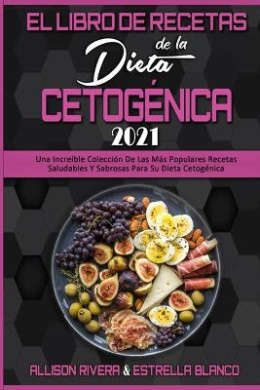 EL LIBRO DE RECETAS
de la
Dieta
CETOGÉNICA
2021
Una Increíble Colección De Las Más Populares Recetas
Saludables Y Sabrosas Para Su Dieta Cetogénica
ALLISON RIVERA & ESTRELLA BLANCO